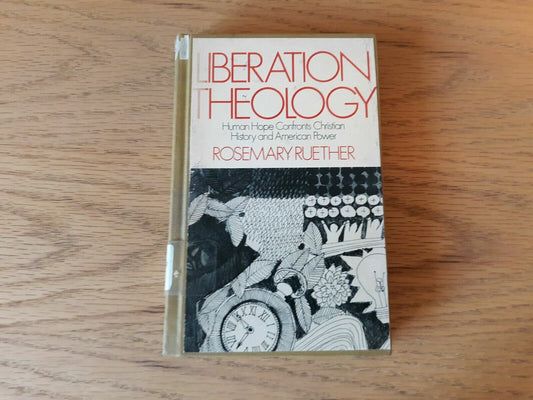 LIBERATION
THEOLOGY
Human Hope Confronts Christian
History and American Power
ROSEMARY RUETHER